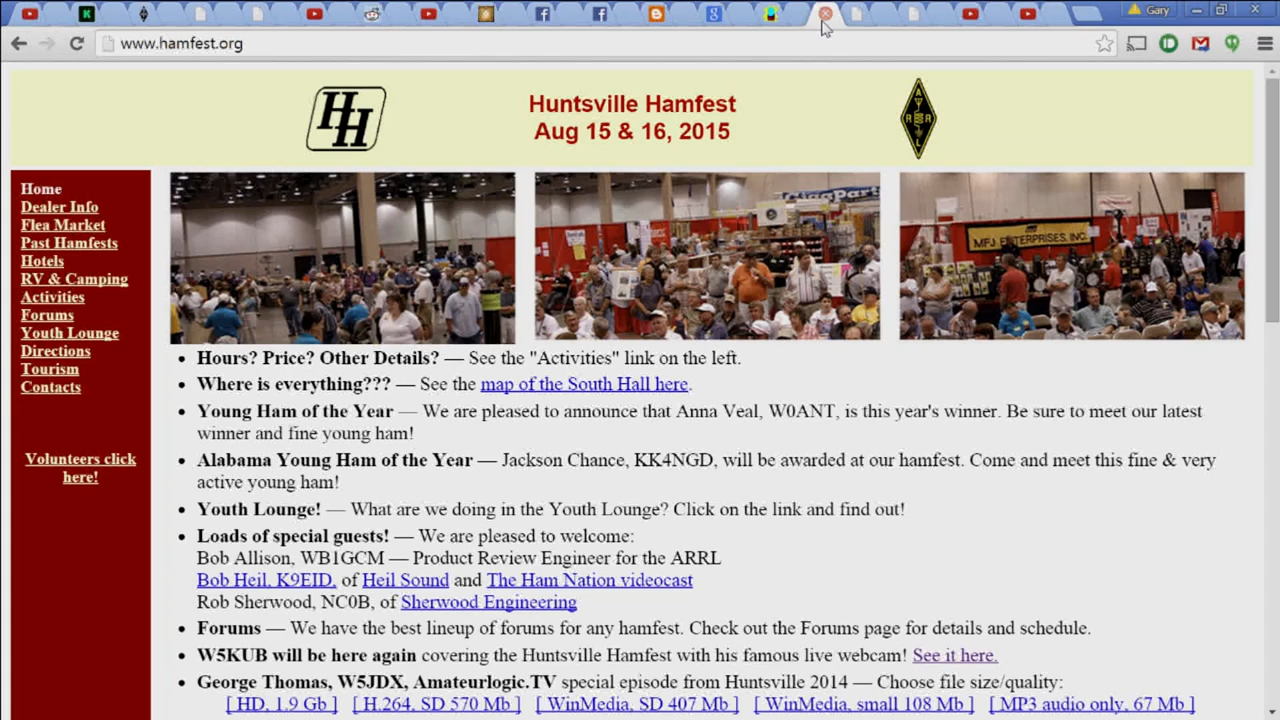 Gary
www.hamfest.org
HH
Huntsville Hamfest
Aug 15 & 16, 2015
A
R R
L
Home
Dealer Info
Flea Market
Past Hamfests
Hotels
RV & Camping
Activities
Forums
Youth Lounge
Directions
Tourism
Contacts
Volunteers click
here!
MFJ ENTERPRISES, INC.
• Hours? Price? Other Details? — See the "Activities" link on the left.
• Where is everything??? — See the map of the South Hall here.
• Young Ham of the Year — We are pleased to announce that Anna Veal, W0ANT, is this year's winner. Be sure to meet our latest
winner and fine young ham!
• Alabama Young Ham of the Year — Jackson Chance, KK4NGD, will be awarded at our hamfest. Come and meet this fine & very
active young ham!
• Youth Lounge! — What are we doing in the Youth Lounge? Click on the link and find out!
• Loads of special guests! — We are pleased to welcome:
Bob Allison, WB1GCM — Product Review Engineer for the ARRL
Bob Heil, K9EID, of Heil Sound and The Ham Nation videocast
Rob Sherwood, NC0B, of Sherwood Engineering
• Forums — We have the best lineup of forums for any hamfest. Check out the Forums page for details and schedule.
• W5KUB will be here again covering the Huntsville Hamfest with his famous live webcam! See it here.
• George Thomas, W5JDX, Amateurlogic.TV special episode from Huntsville 2014 — Choose file size/quality:
[ HD, 1.9 Gb ] [ H.264, SD 570 Mb ] [ WinMedia, SD 407 Mb ] [ WinMedia, small 108 Mb ] [ MP3 audio only, 67 Mb ]